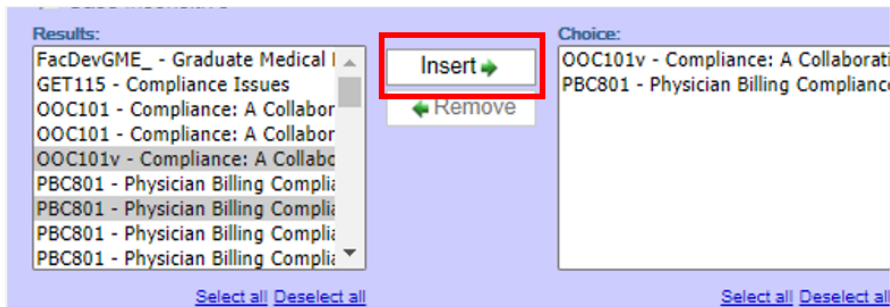 Results:
FacDevGME_ - Graduate Medical
GET115 - Compliance Issues
OOC101 - Compliance: A Collabor
OOC101 - Compliance: A Collabor
OOC101v - Compliance: A Collabo
PBC801 - Physician Billing Complia
PBC801 - Physician Billing Complia
PBC801 - Physician Billing Complia
PBC801 - Physician Billing Complia
Select all Deselect all
Insert
Remove
Choice:
OOC101v - Compliance: A Collaborati
PBC801 - Physician Billing Compliance
Select all Deselect all